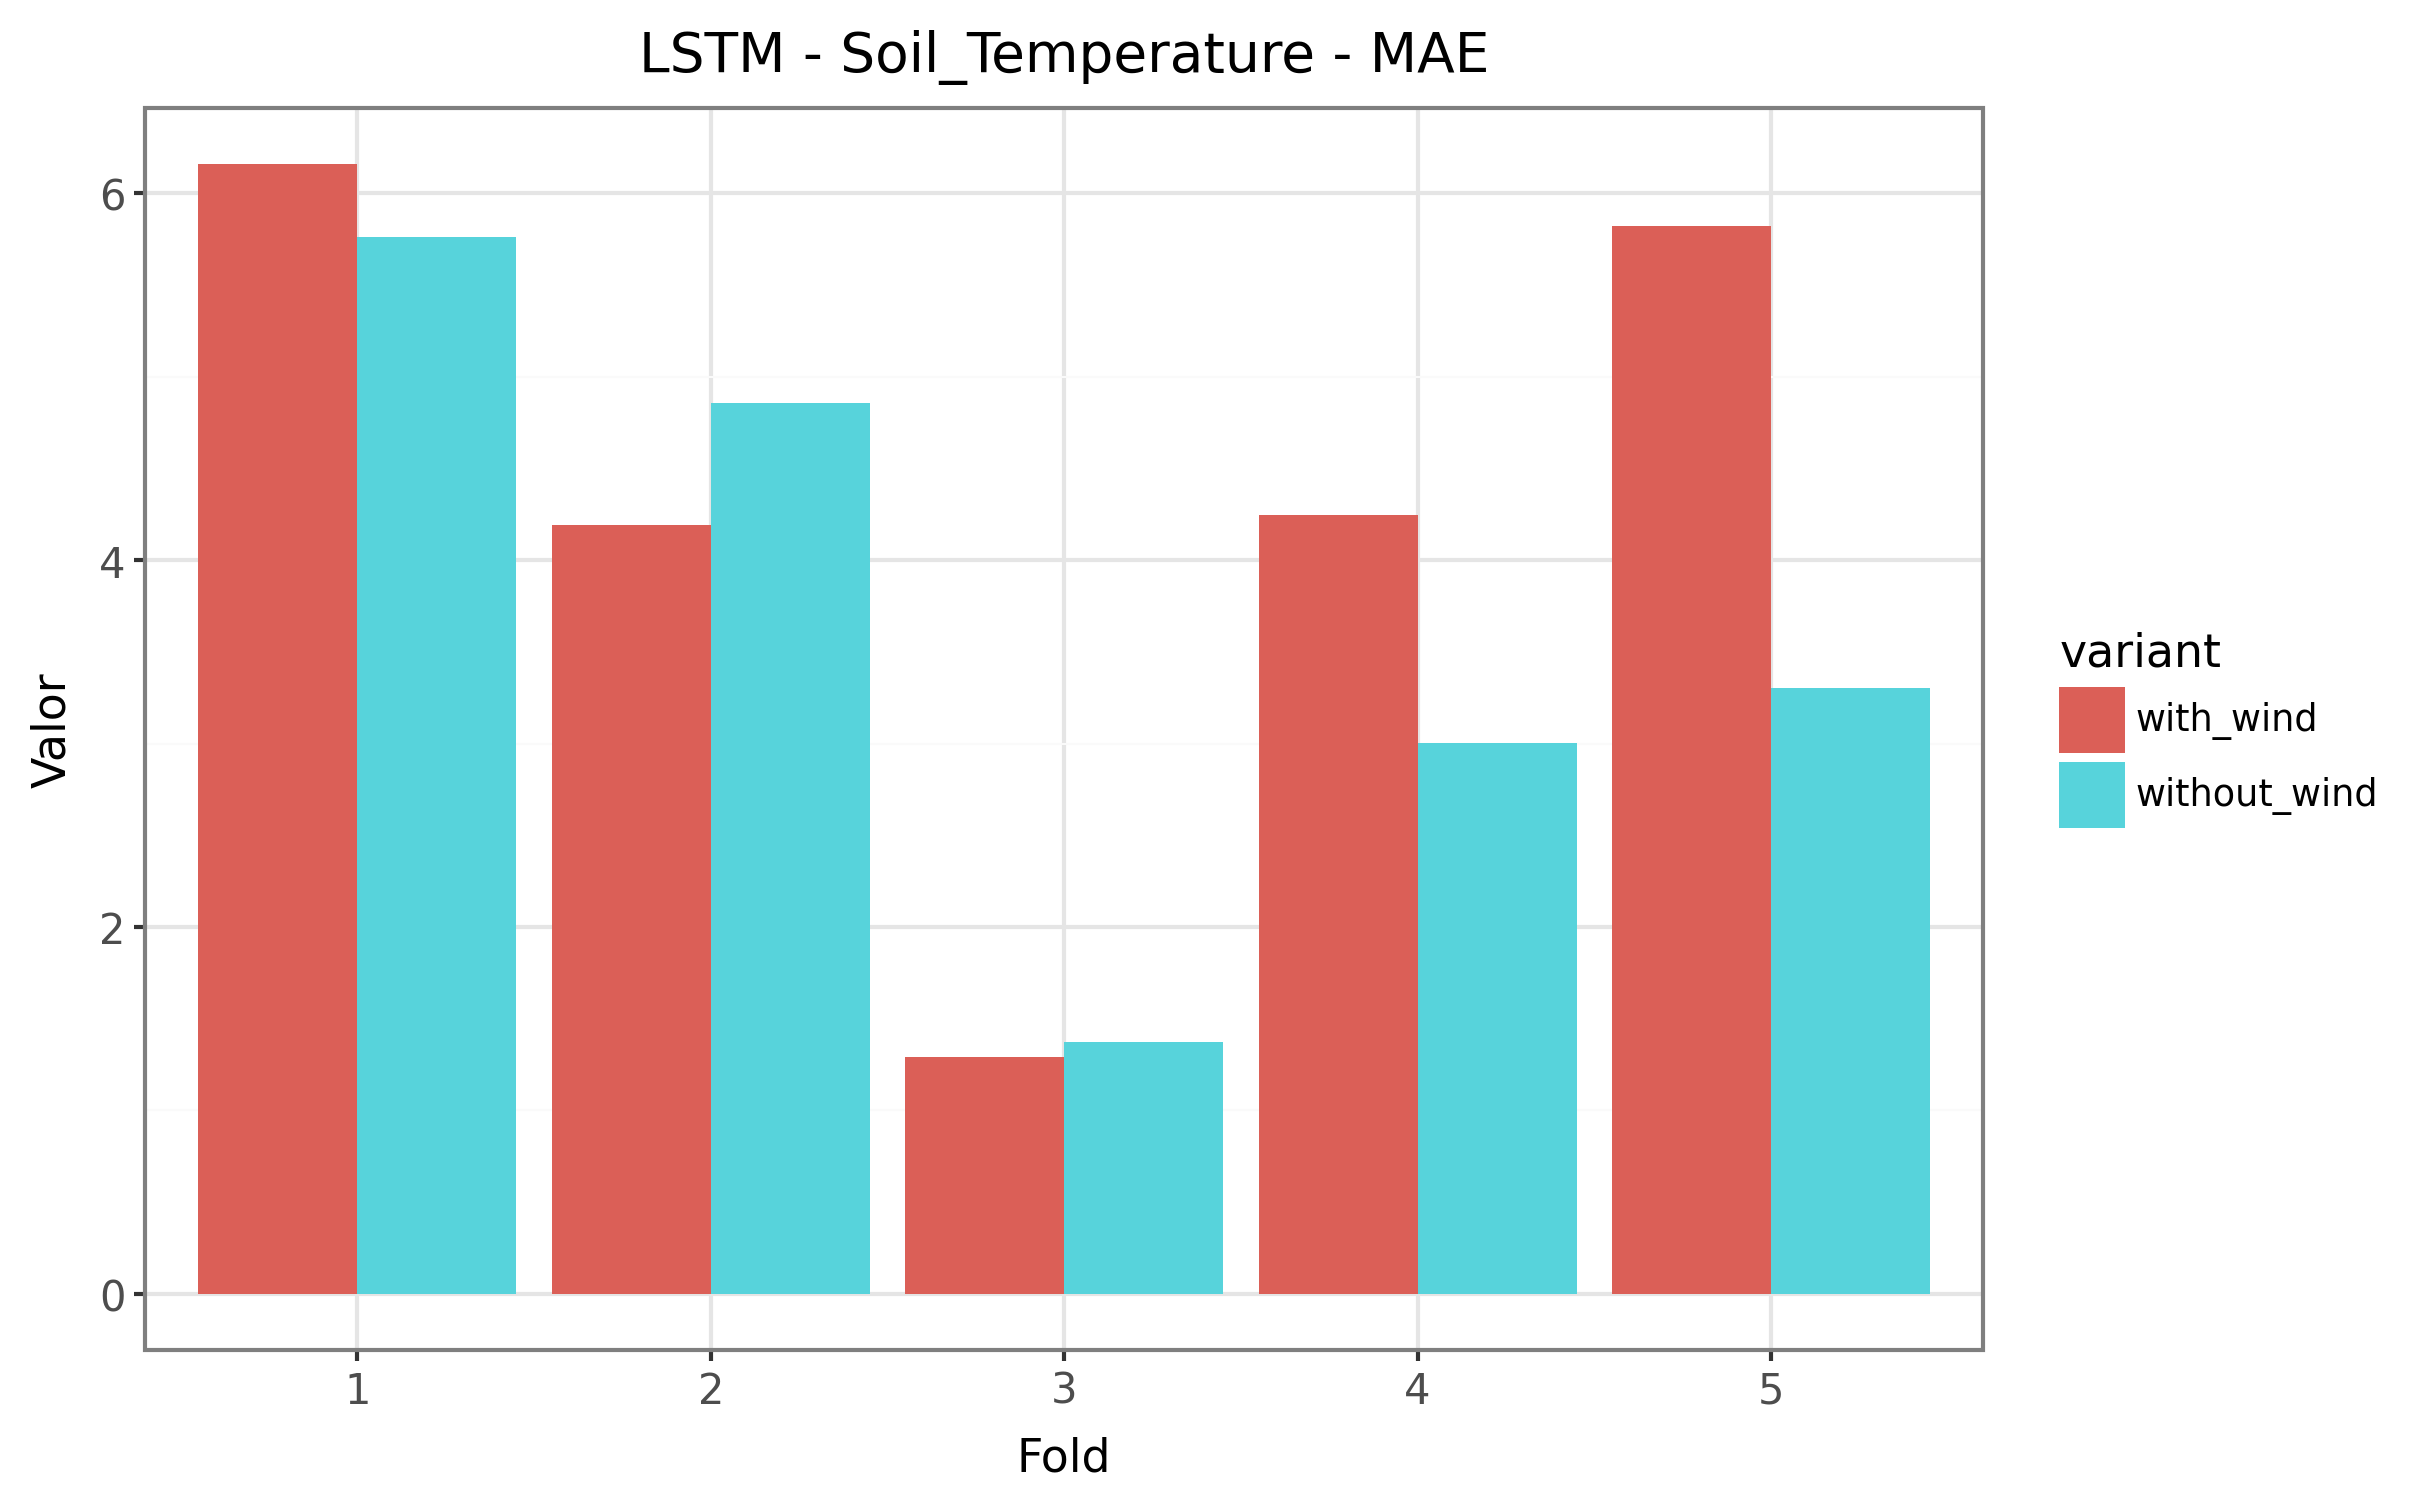 LSTM - Soil_Temperature - MAE
Valor
6
4
2
0
1 2 3 4 5
Fold
variant
with_wind
without_wind